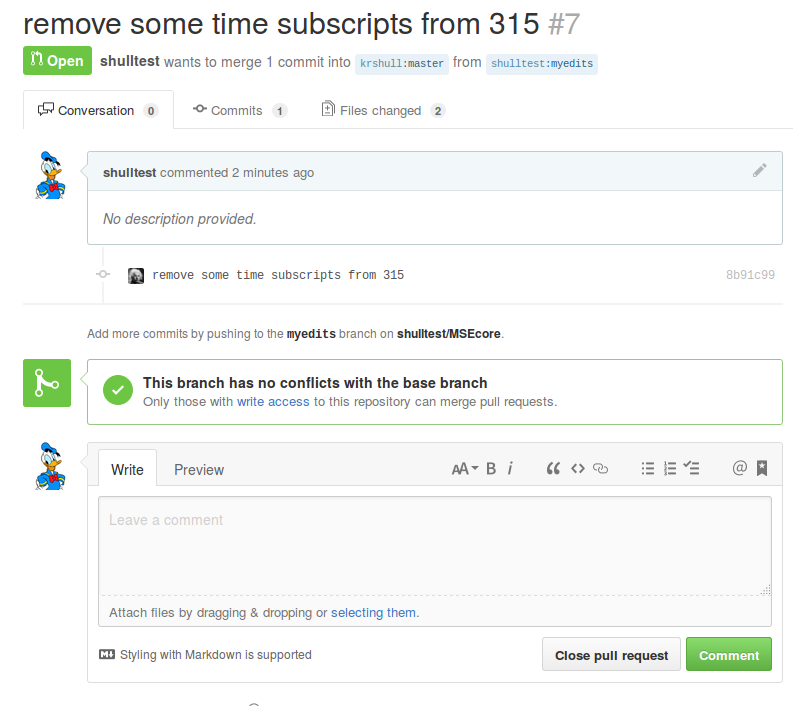 remove some time subscripts from 315 #7
Open shulltest wants to merge 1 commit into krshull:master from shulltest:myedits
Conversation 0 Commits 1 Files changed 2
shulltest commented 2 minutes ago
No description provided.
remove some time subscripts from 315 8b91c99
Add more commits by pushing to the myedits branch on shulltest/MSEcore.
This branch has no conflicts with the base branch
Only those with write access to this repository can merge pull requests.
Write Preview AA B i “ <> @
Leave a comment
Attach files by dragging & dropping or selecting them.
Styling with Markdown is supported
Close pull request Comment